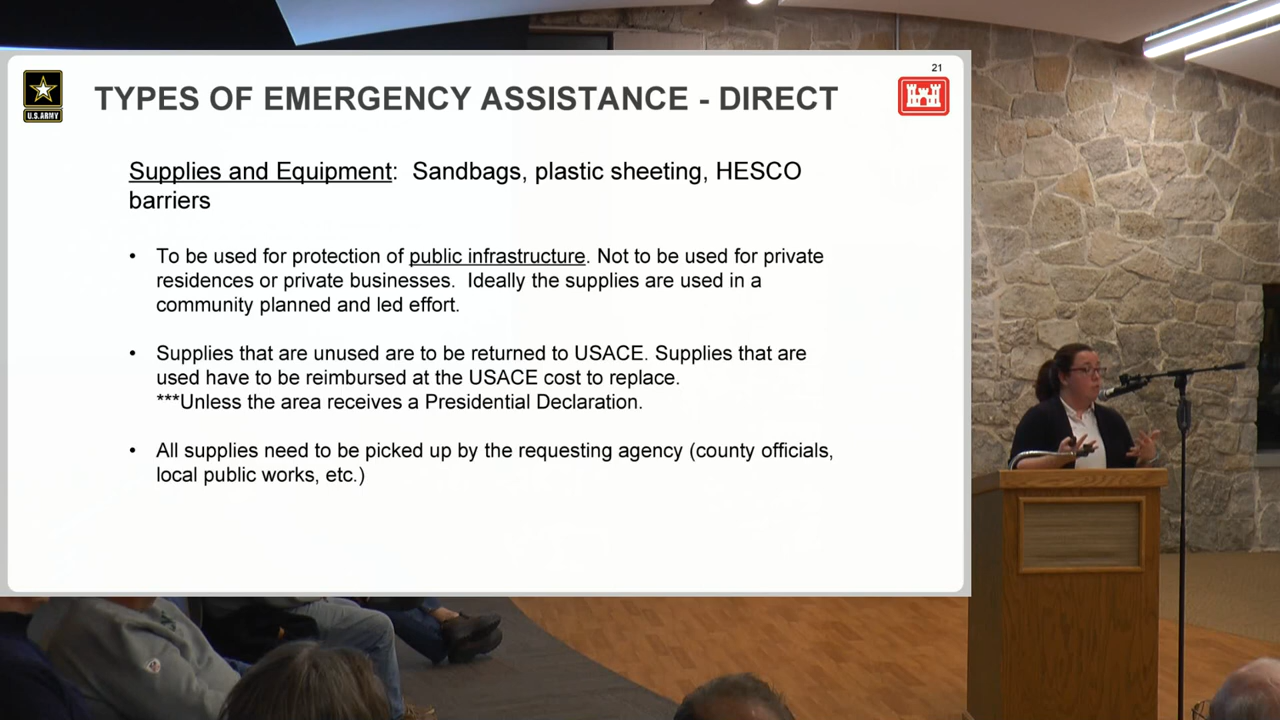 21
TYPES OF EMERGENCY ASSISTANCE - DIRECT
U.S.ARMY
Supplies and Equipment:  Sandbags, plastic sheeting, HESCO
barriers
• To be used for protection of public infrastructure. Not to be used for private
residences or private businesses.  Ideally the supplies are used in a
community planned and led effort.
• Supplies that are unused are to be returned to USACE. Supplies that are
used have to be reimbursed at the USACE cost to replace.
***Unless the area receives a Presidential Declaration.
• All supplies need to be picked up by the requesting agency (county officials,
local public works, etc.)